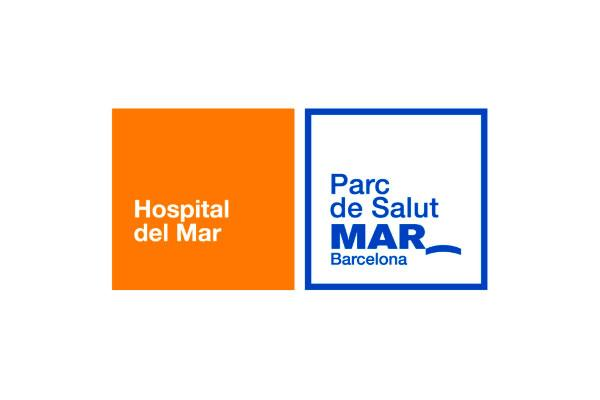 Hospital
del Mar
Parc
de Salut
MAR
Barcelona